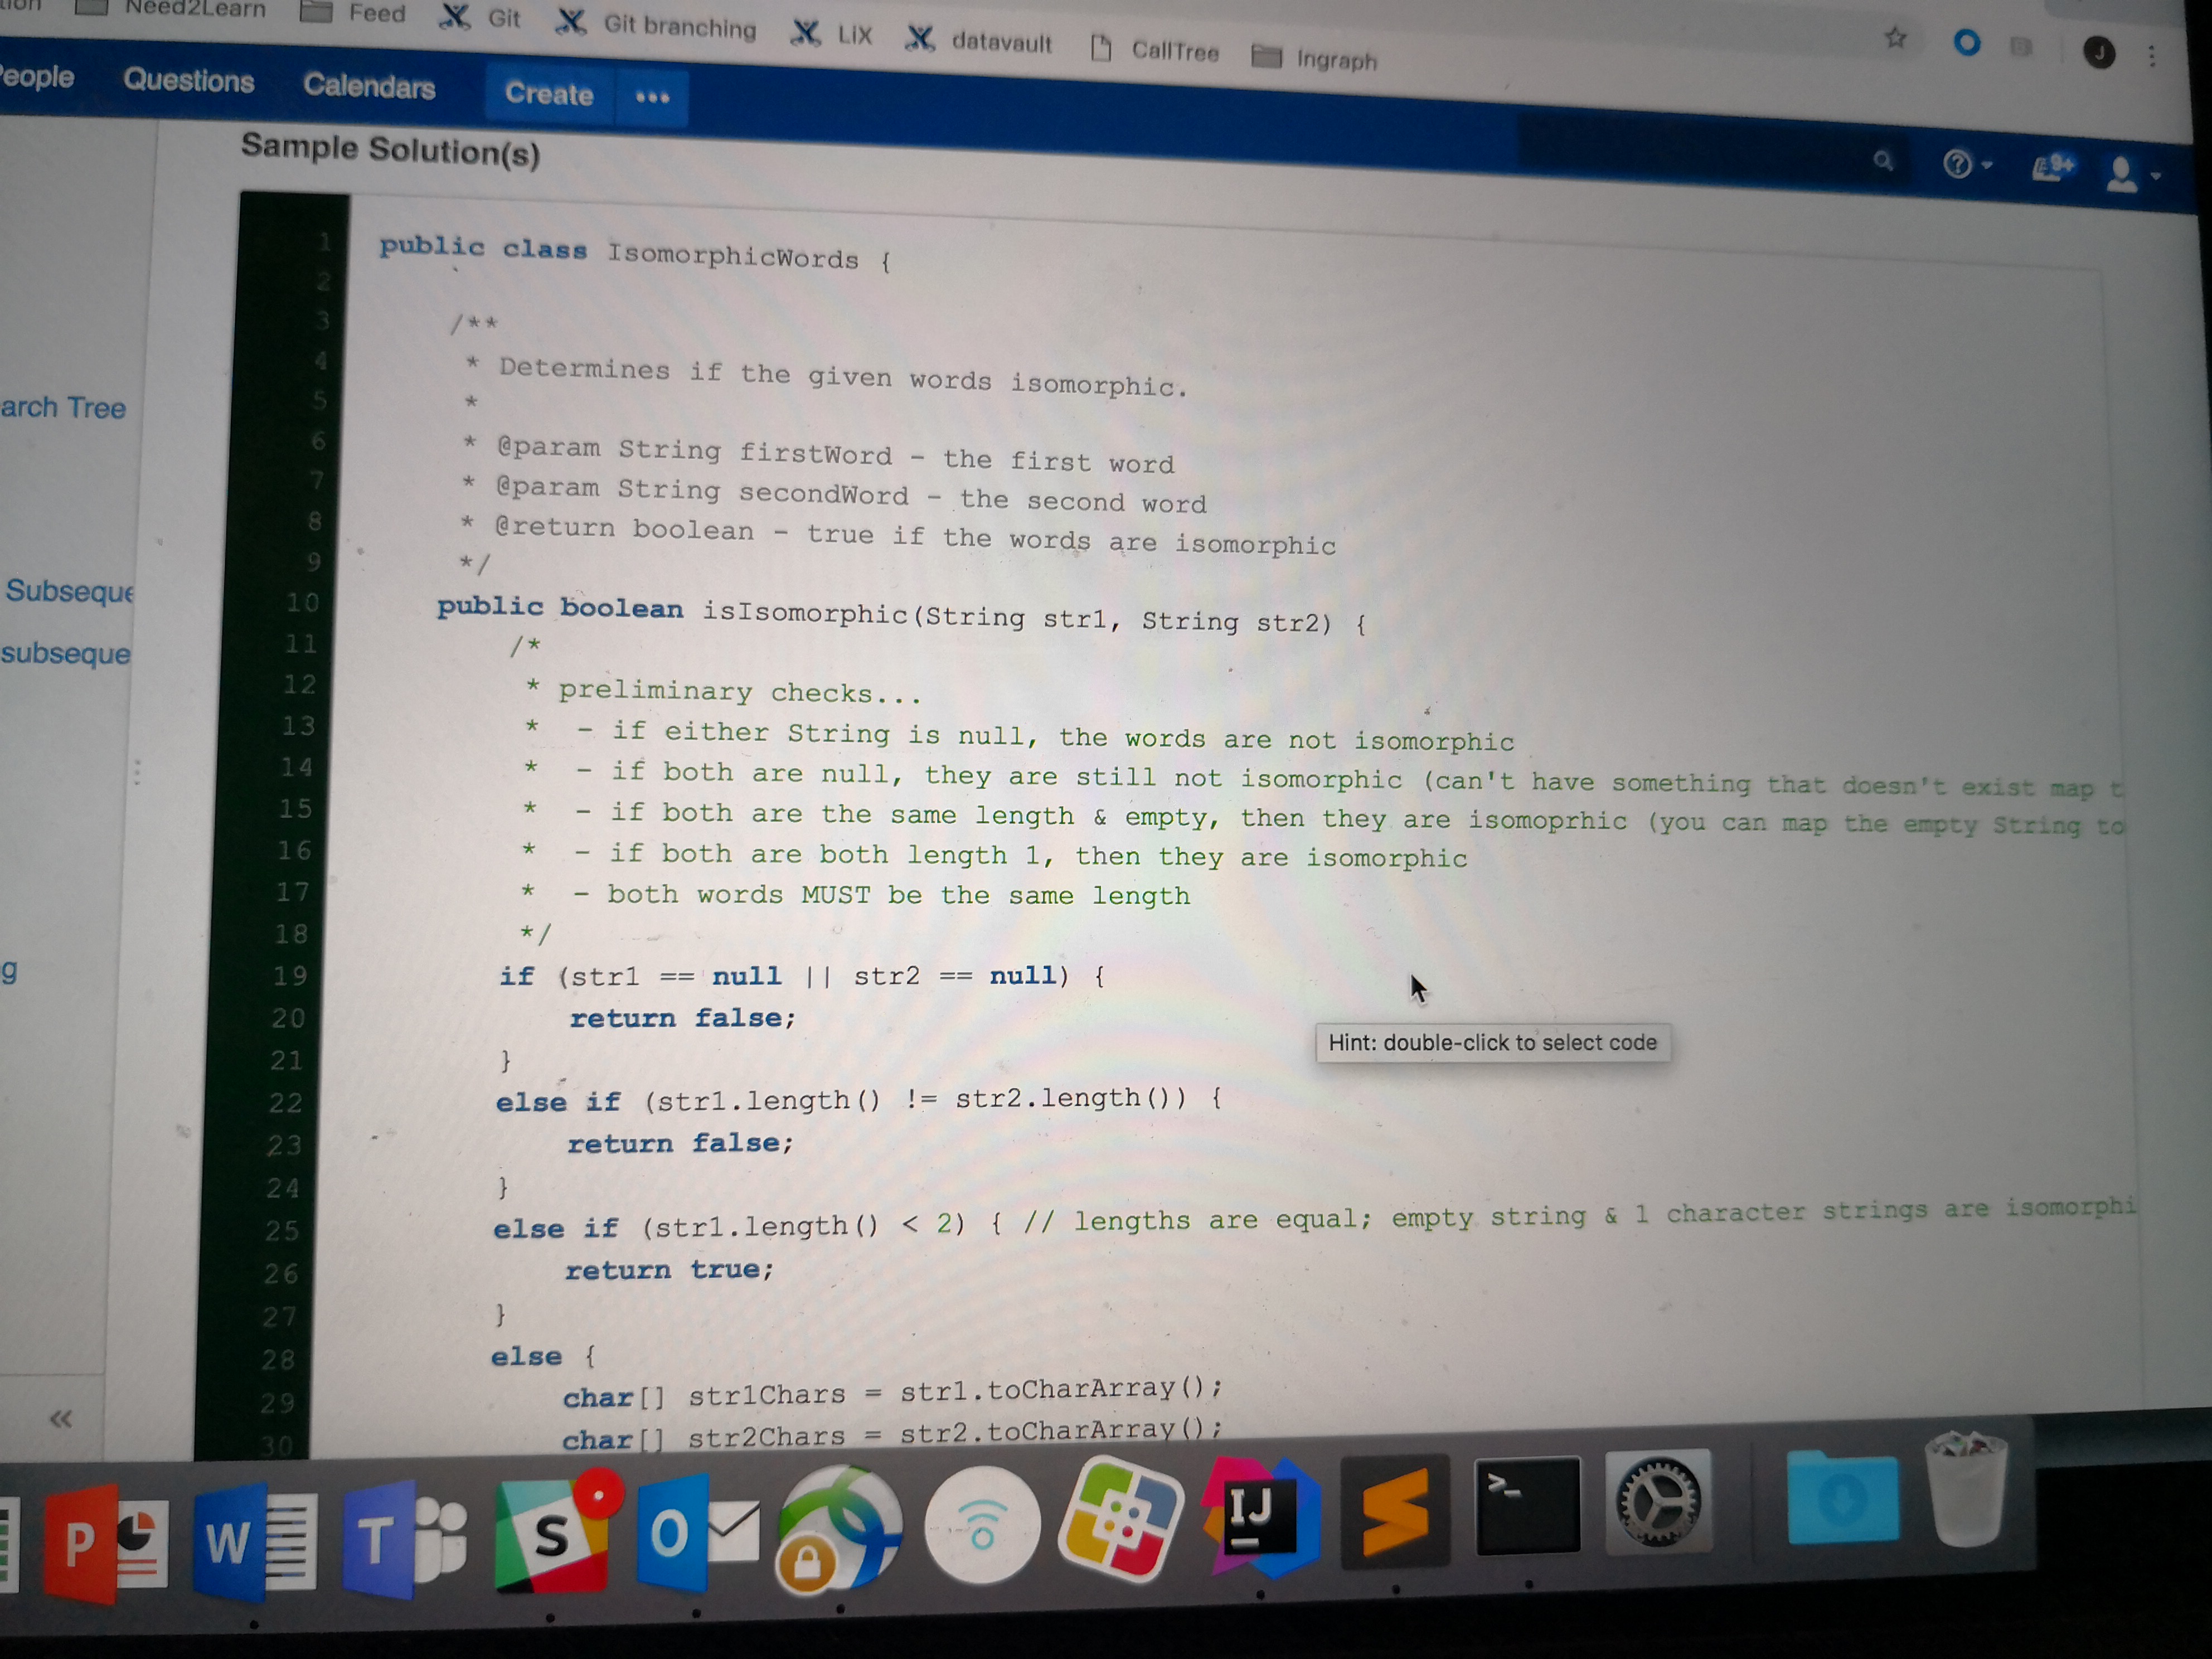 Need2Learn Feed Git Git branching LiX datavault CallTree Ingraph J
eople Questions Calendars Create •••
9+
Sample Solution(s)
arch Tree
Subseque
subseque
g
1 public class IsomorphicWords {
2
3 /**
4 * Determines if the given words isomorphic.
5 *
6 * @param String firstWord - the first word
7 * @param String secondWord - the second word
8 * @return boolean - true if the words are isomorphic
9 */
10 public boolean isIsomorphic(String str1, String str2) {
11 /*
12 * preliminary checks...
13 * - if either String is null, the words are not isomorphic
14 * - if both are null, they are still not isomorphic (can't have something that doesn't exist map t
15 * - if both are the same length & empty, then they are isomoprhic (you can map the empty String to
16 * - if both are both length 1, then they are isomorphic
17 * - both words MUST be the same length
18 */
19 if (str1 == null || str2 == null) {
20 return false;
21 }
22 else if (str1.length() != str2.length()) {
23 return false;
24 }
25 else if (str1.length() < 2) { // lengths are equal; empty string & 1 character strings are isomorphi
26 return true;
27 }
28 else {
29 char[] str1Chars = str1.toCharArray();
30 char[] str2Chars = str2.toCharArray();
Hint: double-click to select code
«
P W T S O IJ >_